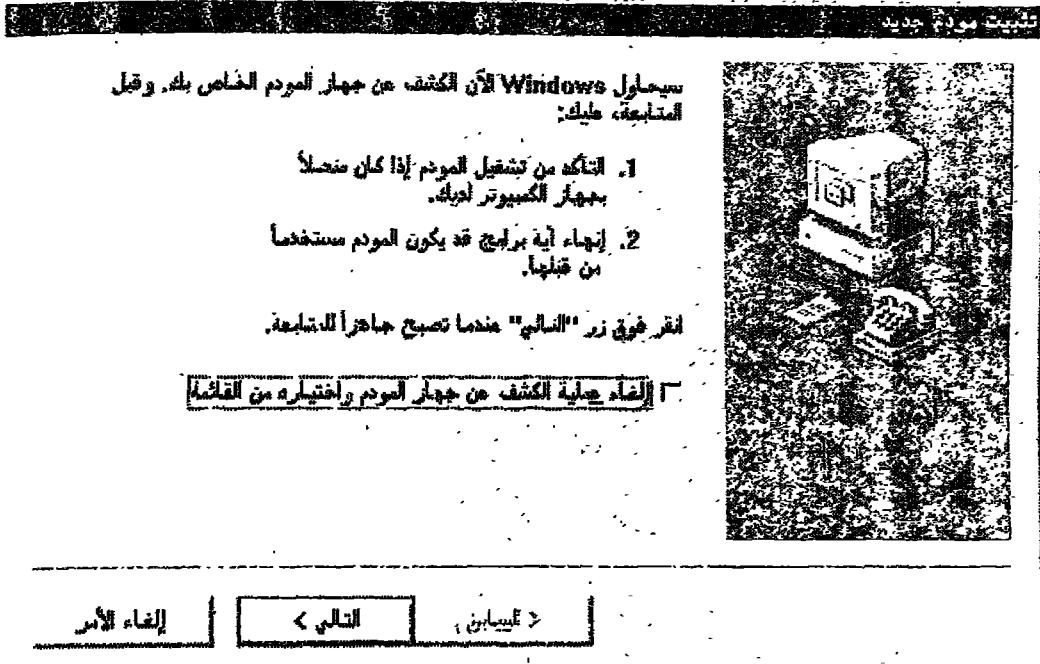 تثبيت مودم جديد
سيحاول Windows الآن الكشف عن جهاز المودم الخاص بك. وقبل
المتابعة، عليك:
1. التأكد من تشغيل المودم إذا كان متصلاً
بجهاز الكمبيوتر لديك.
2. إنهاء أية برامج قد يكون المودم مستخدماً
من قبلها.
انقر فوق زر "التالي" عندما تصبح جاهزاً للمتابعة.
إلغاء عملية الكشف عن جهاز المودم واختياره من القائمة
< السابق
التالي >
إلغاء الأمر